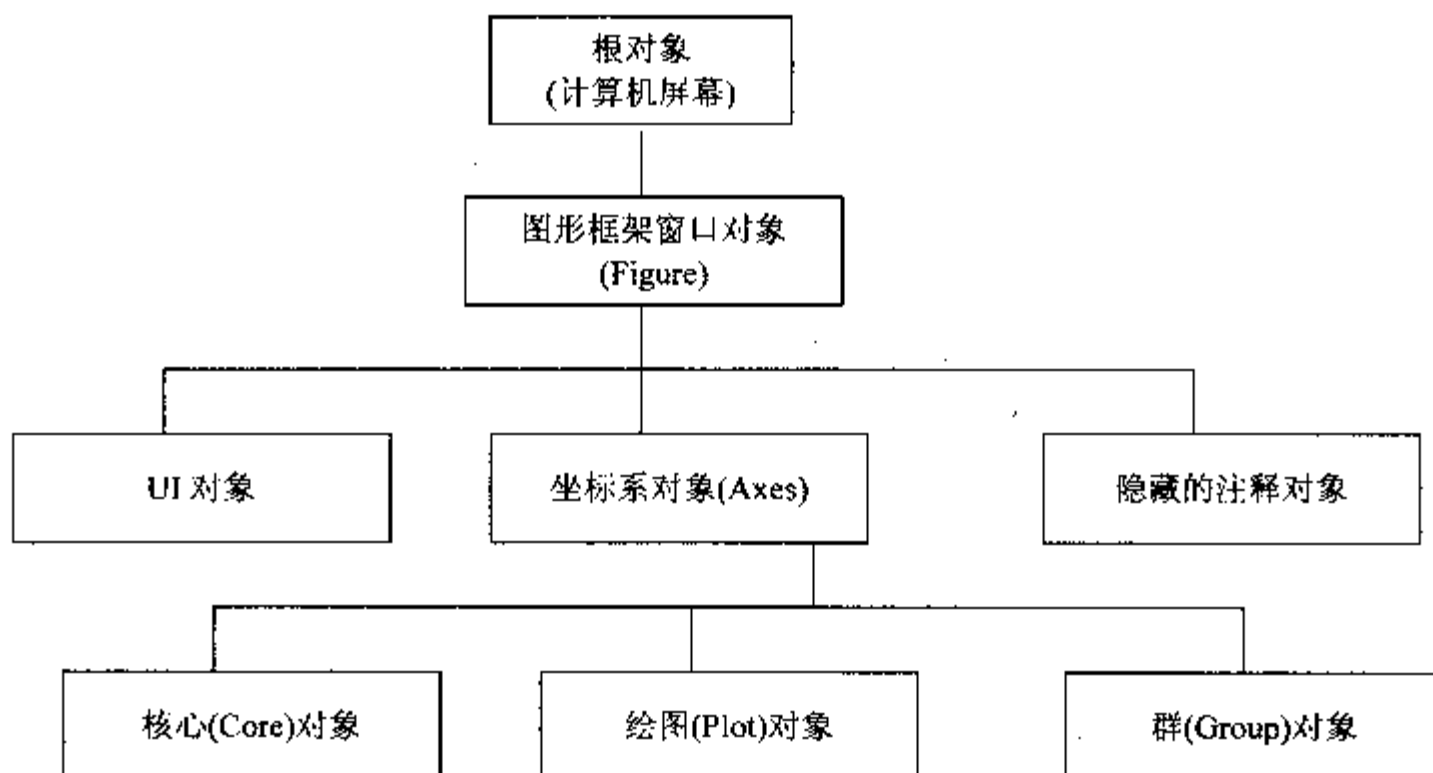 根对象
(计算机屏幕)
图形框架窗口对象
(Figure)
UI 对象
坐标系对象(Axes)
隐藏的注释对象
核心(Core)对象
绘图(Plot)对象
群(Group)对象